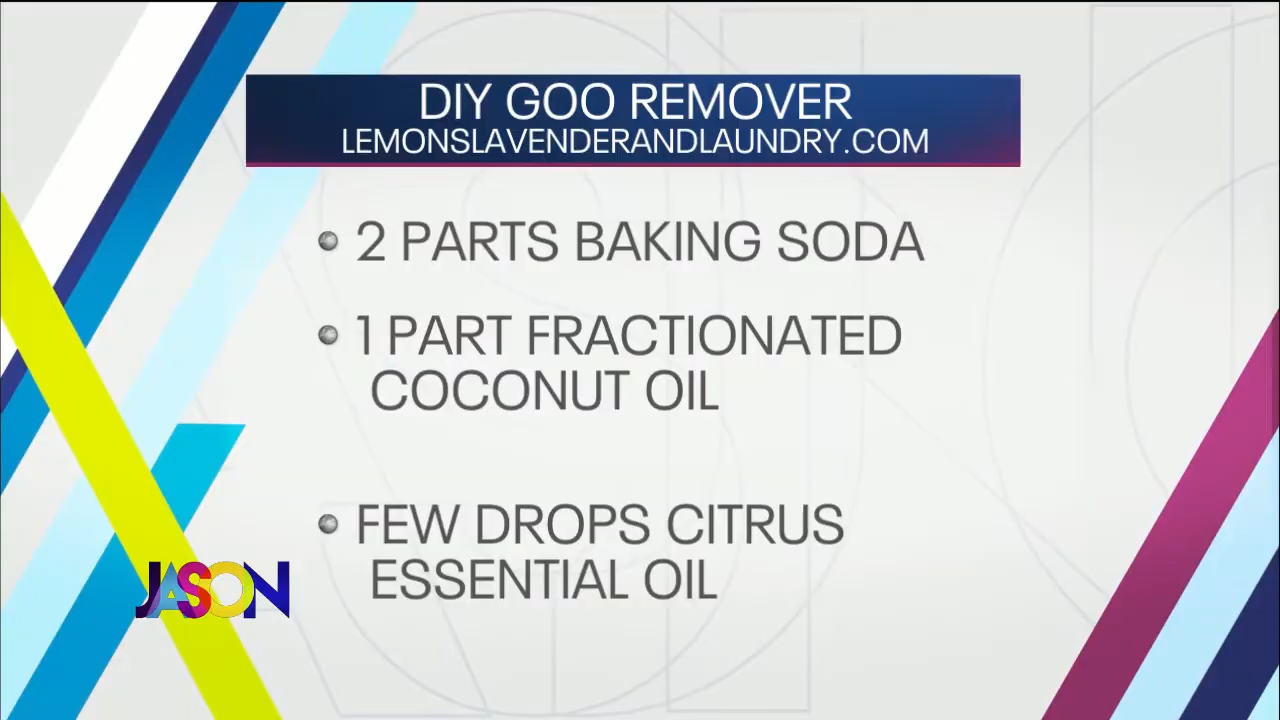 DIY GOO REMOVER
LEMONSLAVENDERANDLAUNDRY.COM
• 2 PARTS BAKING SODA
• 1 PART FRACTIONATED
COCONUT OIL
• FEW DROPS CITRUS
ESSENTIAL OIL
JASON